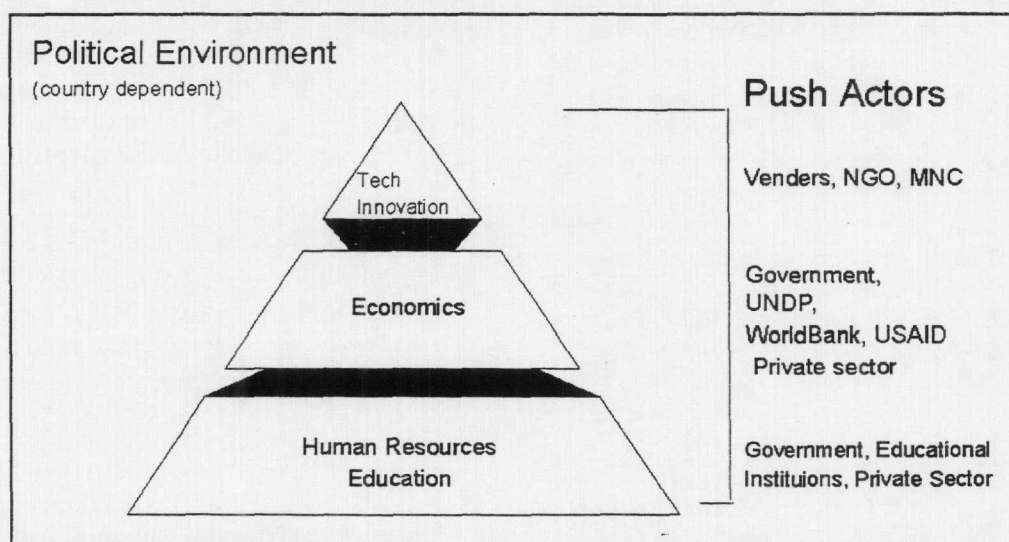 Political Environment
(country dependent)
Push Actors
Tech
Innovation
Venders, NGO, MNC
Economics
Government,
UNDP,
WorldBank, USAID
Private sector
Human Resources
Education
Government, Educational
Instituions, Private Sector